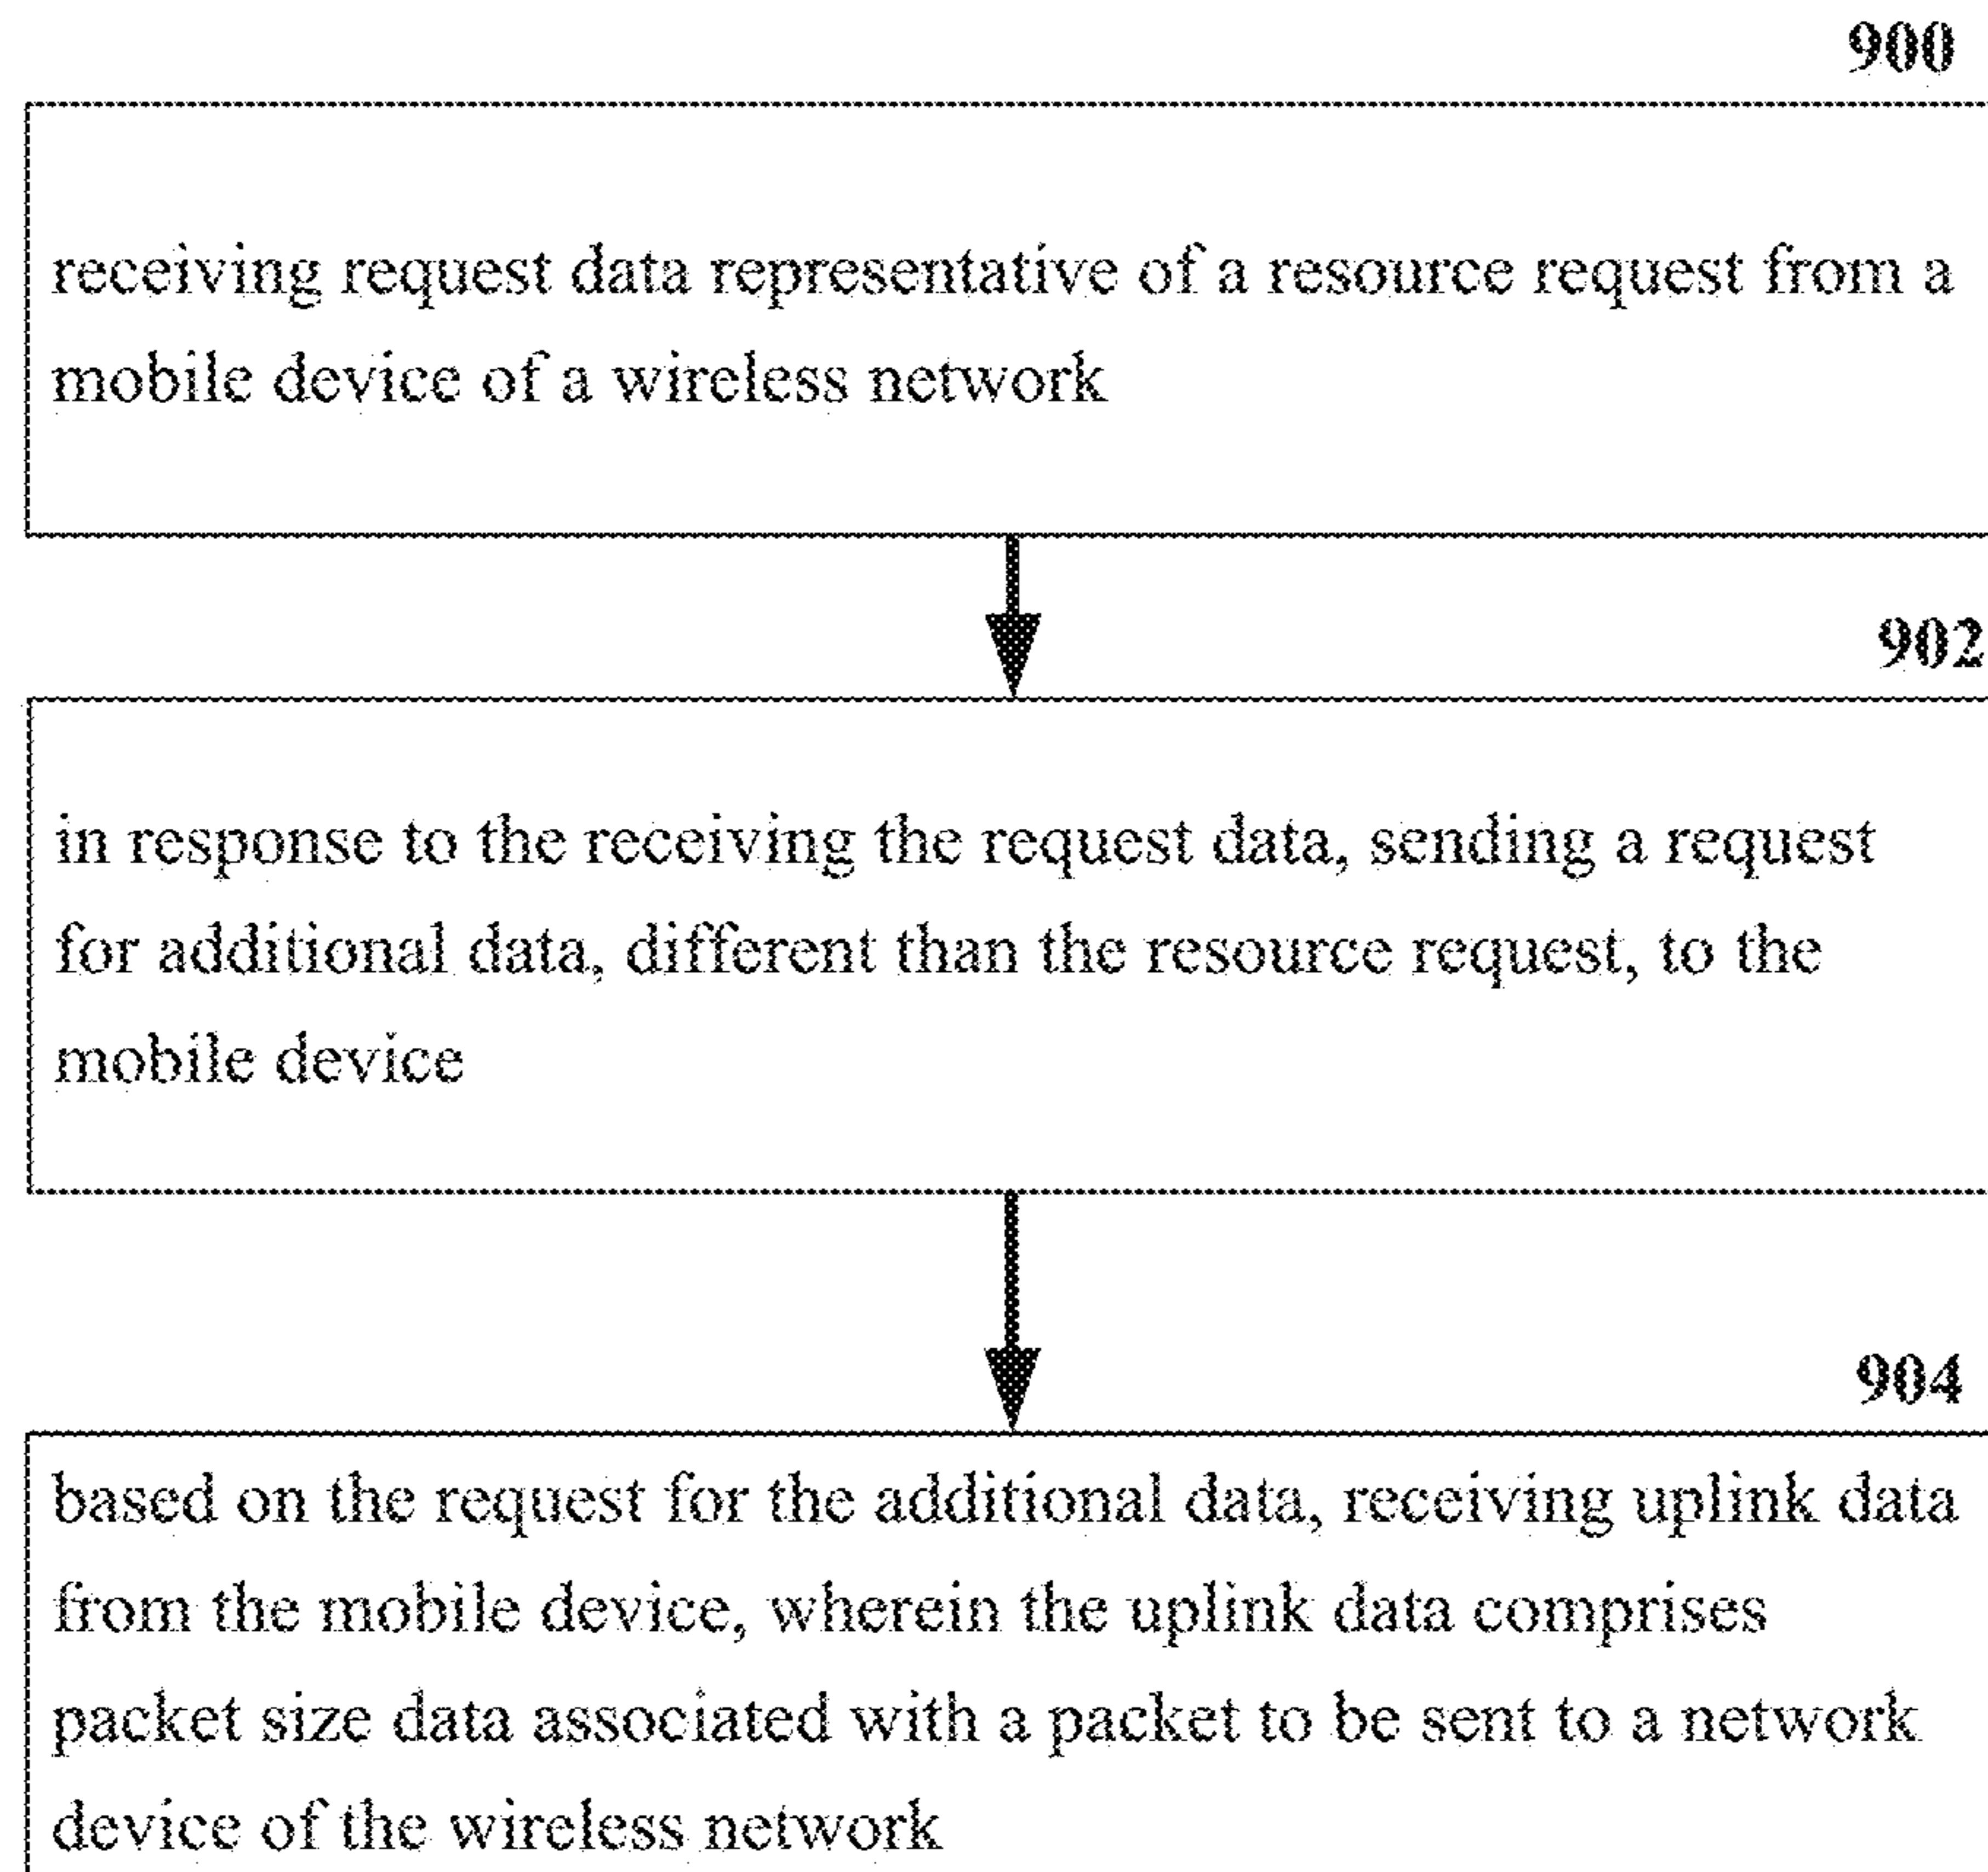 900
receiving request data representative of a resource request from a
mobile device of a wireless network
902
in response to the receiving the request data, sending a request
for additional data, different than the resource request, to the
mobile device
904
based on the request for the additional data, receiving uplink data
from the mobile device, wherein the uplink data comprises
packet size data associated with a packet to be sent to a network
device of the wireless network